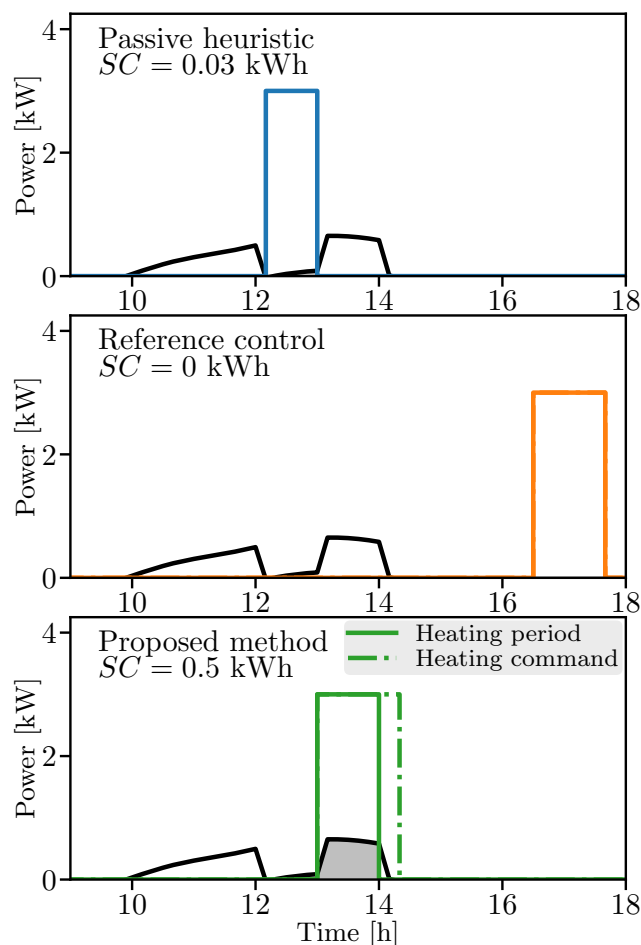 Passive heuristic
SC = 0.03 kWh
Power [kW]
4
2
0
10 12 14 16 18
Reference control
SC = 0 kWh
Power [kW]
4
2
0
10 12 14 16 18
Proposed method
SC = 0.5 kWh
Heating period
Heating command
Power [kW]
4
2
0
10 12 14 16 18
Time [h]